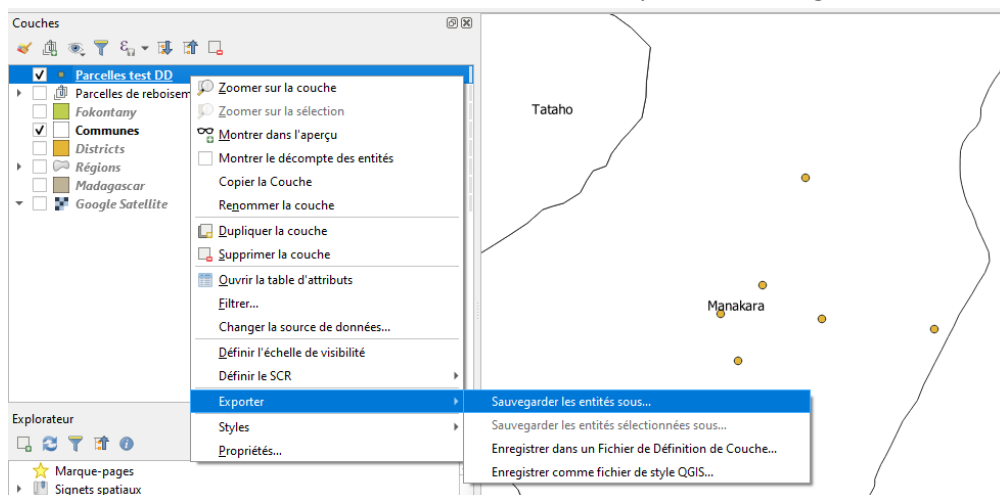 Couches
Parcelles test DD
Parcelles de reboisem
Fokontany
Communes
Districts
Régions
Madagascar
Google Satellite
Zoomer sur la couche
Zoomer sur la sélection
Montrer dans l'aperçu
Montrer le décompte des entités
Copier la Couche
Renommer la couche
Dupliquer la couche
Supprimer la couche
Ouvrir la table d'attributs
Filtrer...
Changer la source de données...
Définir l'échelle de visibilité
Définir le SCR
Exporter
Styles
Propriétés...
Sauvegarder les entités sous...
Sauvegarder les entités sélectionnées sous...
Enregistrer dans un Fichier de Définition de Couche...
Enregistrer comme fichier de style QGIS...
Explorateur
Marque-pages
Signets spatiaux
Tataho
Manakara